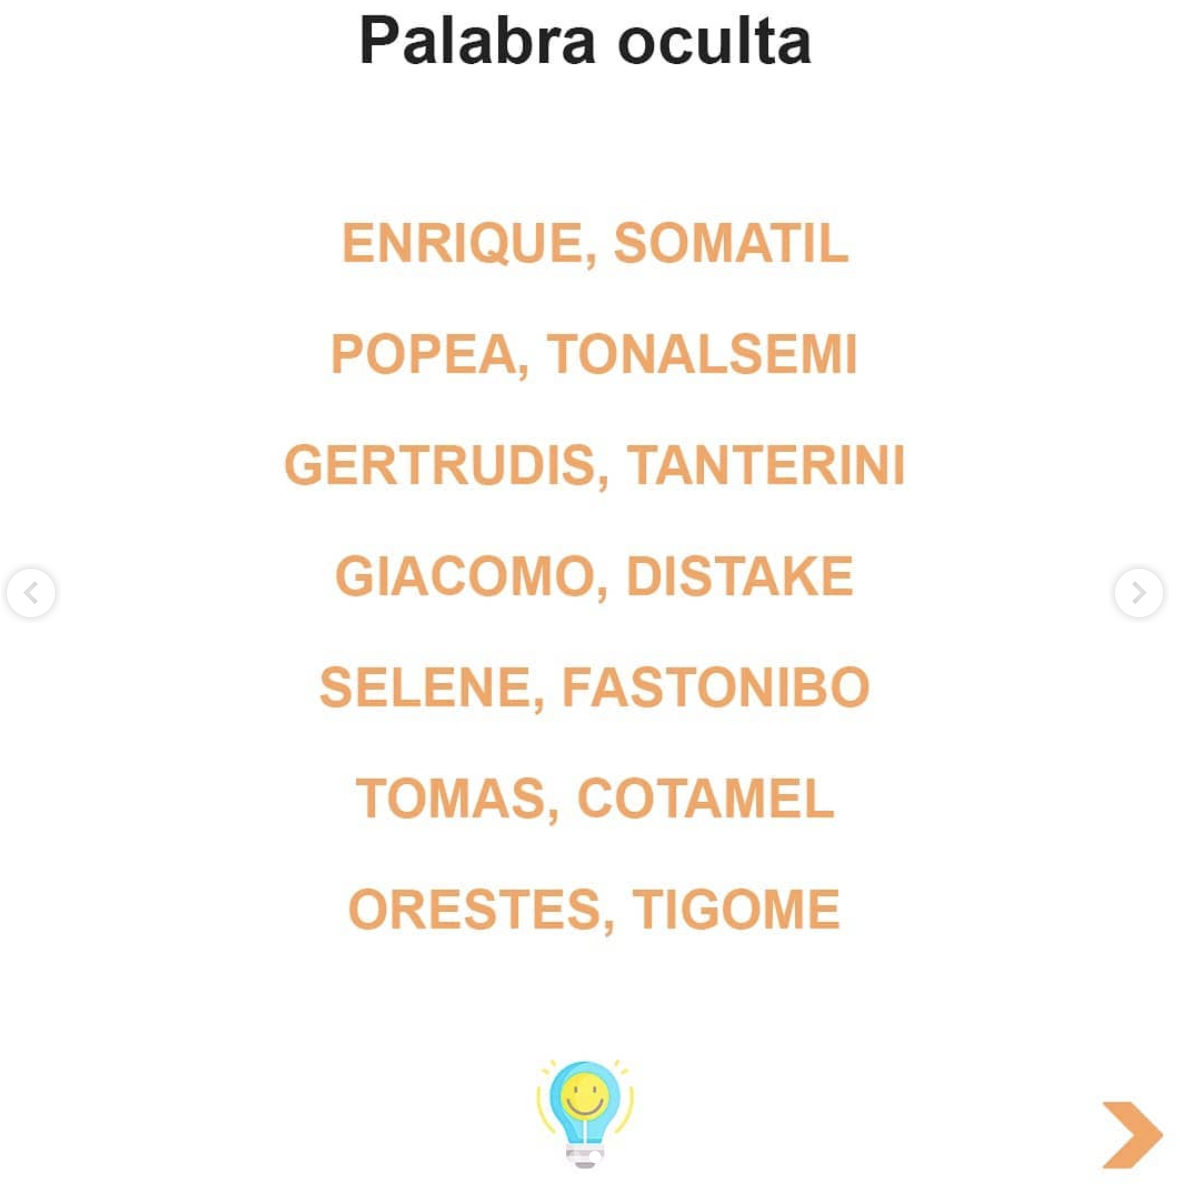 Palabra oculta
ENRIQUE, SOMATIL
POPEA, TONALSEMI
GERTRUDIS, TANTERINI
GIACOMO, DISTAKE
SELENE, FASTONIBO
TOMAS, COTAMEL
ORESTES, TIGOME